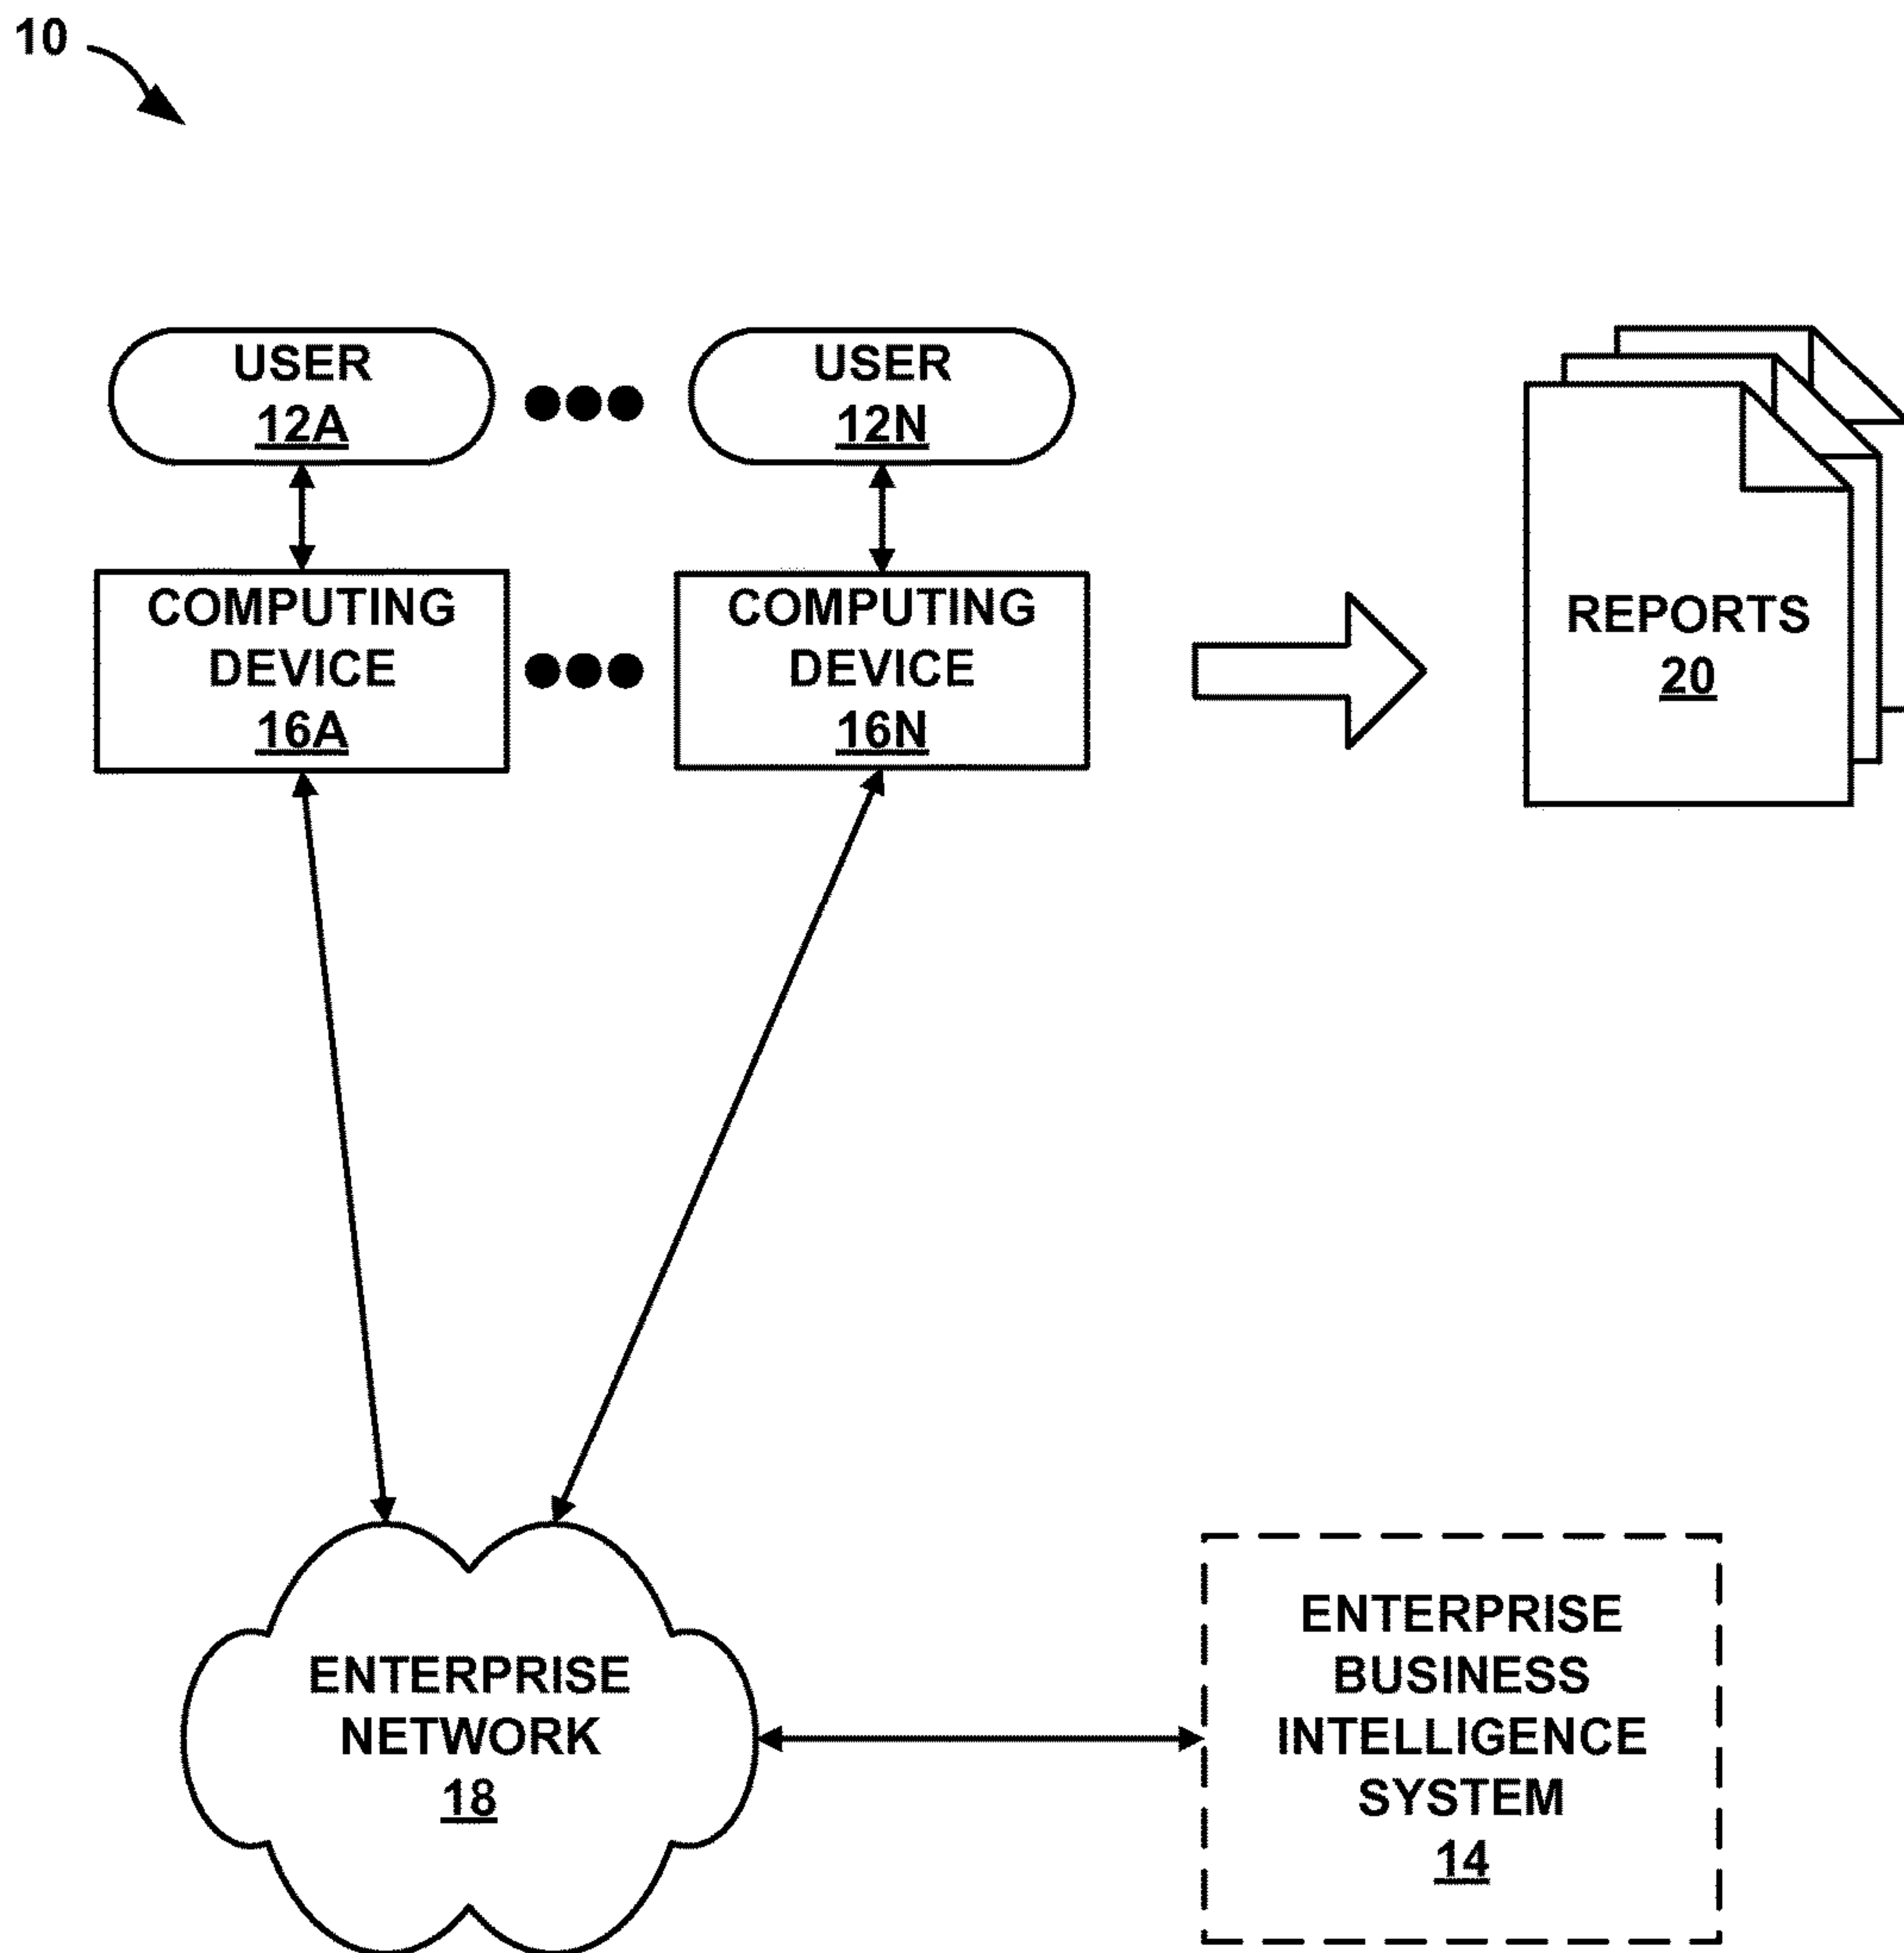 10
USER
12A
USER
12N
COMPUTING
DEVICE
16A
COMPUTING
DEVICE
16N
REPORTS
20
ENTERPRISE
NETWORK
18
ENTERPRISE
BUSINESS
INTELLIGENCE
SYSTEM
14